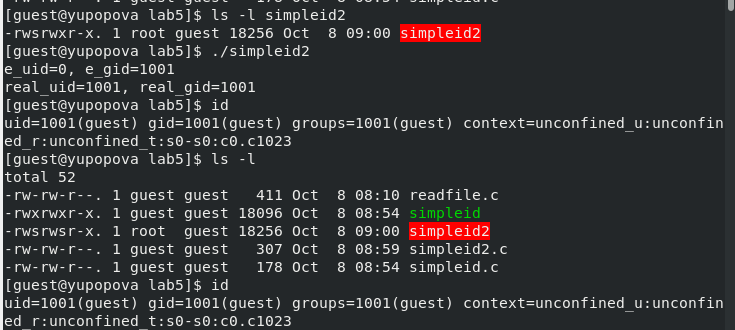 [guest@yupopova lab5]$ ls -l simpleid2
-rwsrwxr-x. 1 root guest 18256 Oct  8 09:00 simpleid2
[guest@yupopova lab5]$ ./simpleid2
e_uid=0, e_gid=1001
real_uid=1001, real_gid=1001
[guest@yupopova lab5]$ id
uid=1001(guest) gid=1001(guest) groups=1001(guest) context=unconfined_u:unconfin
ed_r:unconfined_t:s0-s0:c0.c1023
[guest@yupopova lab5]$ ls -l
total 52
-rw-rw-r--. 1 guest guest   411 Oct  8 08:10 readfile.c
-rwxrwxr-x. 1 guest guest 18096 Oct  8 08:54 simpleid
-rwsrwsr-x. 1 root  guest 18256 Oct  8 09:00 simpleid2
-rw-rw-r--. 1 guest guest   307 Oct  8 08:59 simpleid2.c
-rw-rw-r--. 1 guest guest   178 Oct  8 08:54 simpleid.c
[guest@yupopova lab5]$ id
uid=1001(guest) gid=1001(guest) groups=1001(guest) context=unconfined_u:unconfin
ed_r:unconfined_t:s0-s0:c0.c1023